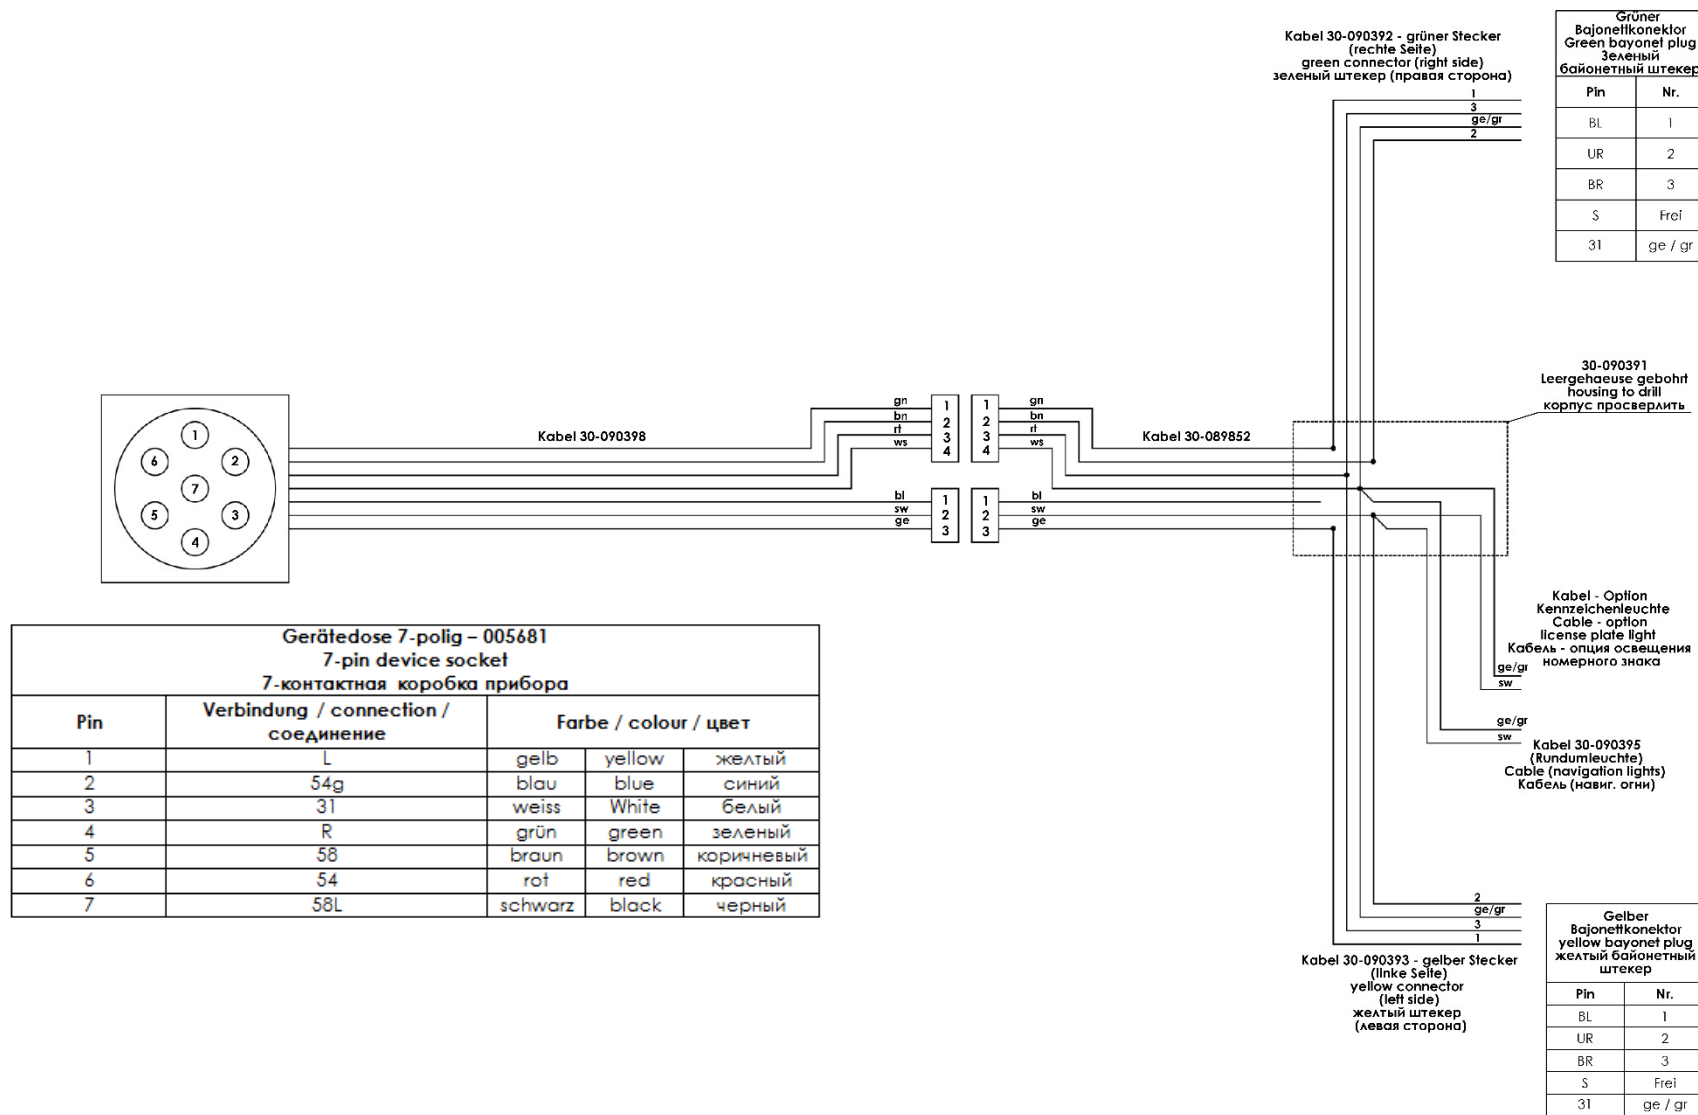 Kabel 30-090392 - grüner Stecker
(rechte Seite)
green connector (right side)
зеленый штекер (правая сторона)
1
3
ge/gr
2
Grüner
Bajonettkonektor
Green bayonet plug
Зеленый
байонетный штекер
Pin Nr.
BL 1
UR 2
BR 3
S Frei
31 ge / gr
30-090391
Leergehaeuse gebohrt
housing to drill
корпус просверлить
1
2
3
4
5
6
7
Kabel 30-090398
gn
bn
rt
ws
1
2
3
4
1
2
3
4
gn
bn
rt
ws
Kabel 30-089852
bl
sw
ge
1
2
3
1
2
3
bl
sw
ge
Kabel - Option
Kennzeichenleuchte
Cable - option
license plate light
Кабель - опция освещения
номерного знака
ge/gr
sw
ge/gr
sw
Kabel 30-090395
(Rundumleuchte)
Cable (navigation lights)
Кабель (навиг. огни)
Gerätedose 7-polig – 005681
7-pin device socket
7-контактная коробка прибора
Pin Verbindung / connection / Farbe / colour / цвет
соединение
1 L gelb yellow желтый
2 54g blau blue синий
3 31 weiss White белый
4 R grün green зеленый
5 58 braun brown коричневый
6 54 rot red красный
7 58L schwarz black черный
2
ge/gr
3
1
Kabel 30-090393 - gelber Stecker
(linke Seite)
yellow connector
(left side)
желтый штекер
(левая сторона)
Gelber
Bajonettkonektor
yellow bayonet plug
желтый байонетный
штекер
Pin Nr.
BL 1
UR 2
BR 3
S Frei
31 ge / gr